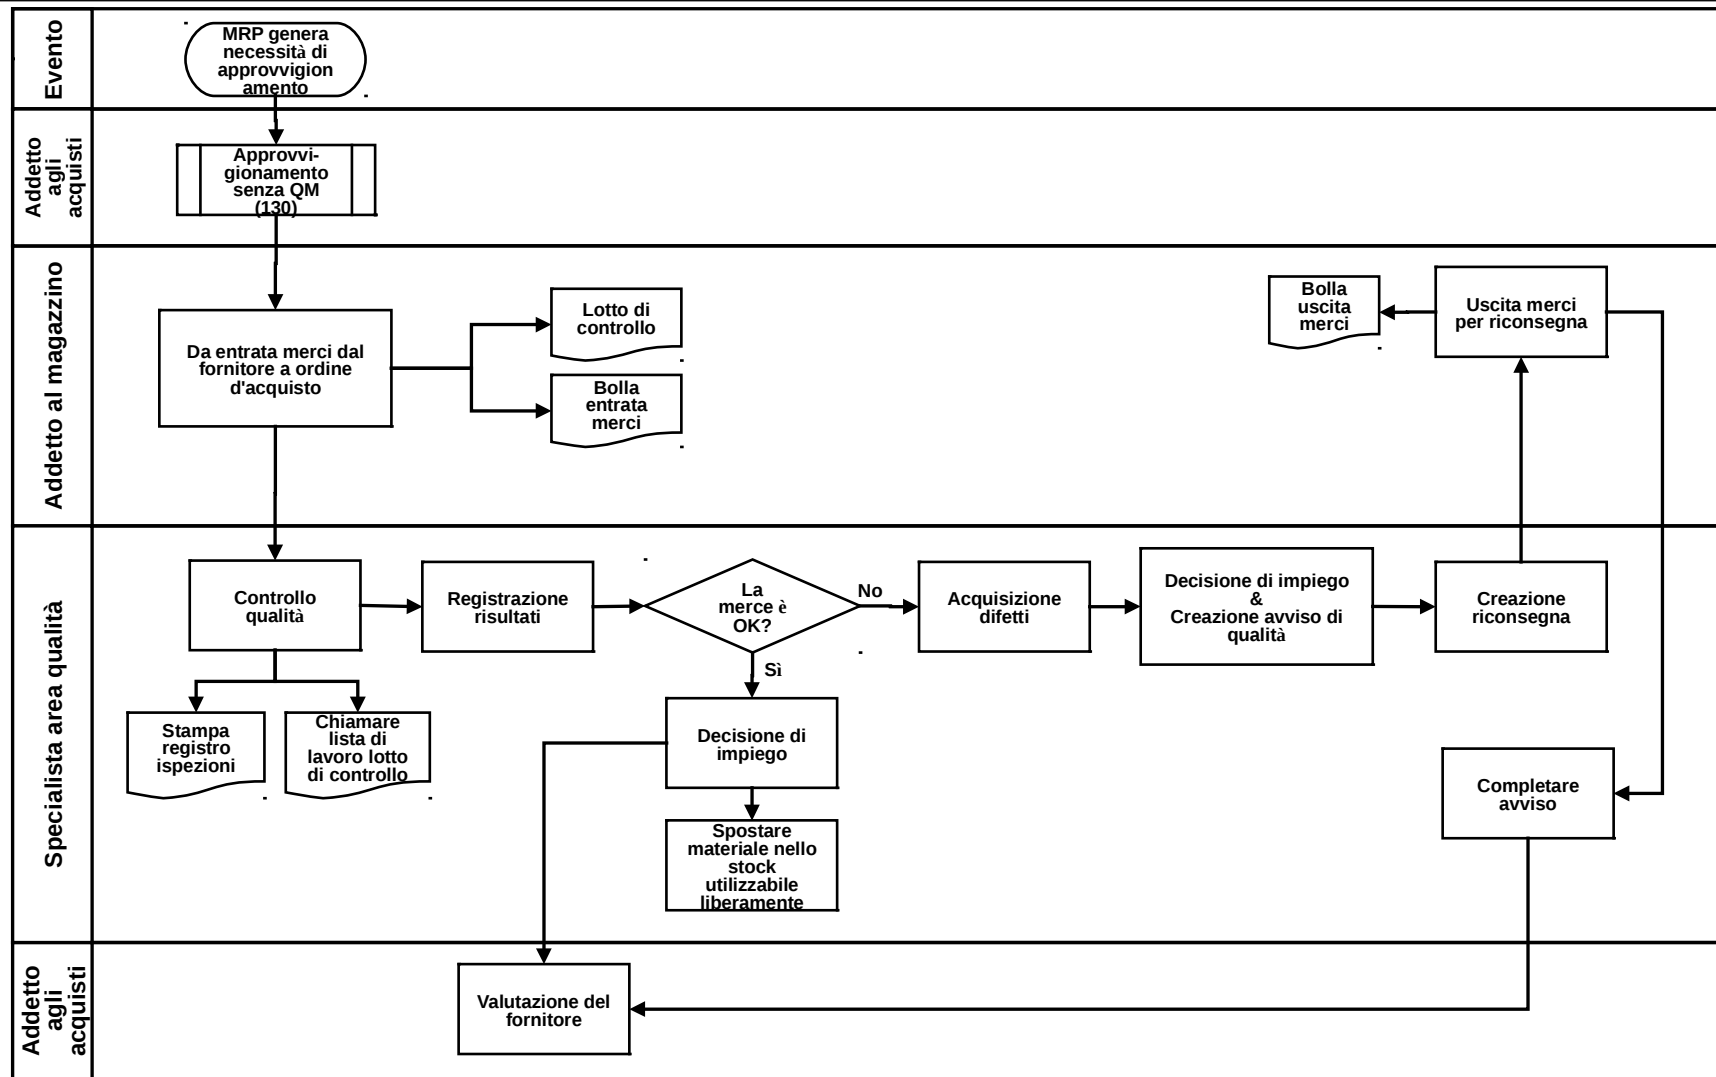 Evento
MRP genera
necessità di
approvvigion
amento
Addetto
agli
acquisti
Approvvi-
gionamento
senza QM
(130)
Addetto al magazzino
Da entrata merci dal
fornitore a ordine
d'acquisto
Lotto di
controllo
Bolla
entrata
merci
Bolla
uscita
merci
Uscita merci
per riconsegna
Specialista area qualità
Controllo
qualità
Registrazione
risultati
La
merce è
OK?
No
Sì
Acquisizione
difetti
Decisione di impiego
&
Creazione avviso di
qualità
Creazione
riconsegna
Stampa
registro
ispezioni
Chiamare
lista di
lavoro lotto
di controllo
Decisione di
impiego
Spostare
materiale nello
stock
utilizzabile
liberamente
Completare
avviso
Addetto
agli
acquisti
Valutazione del
fornitore